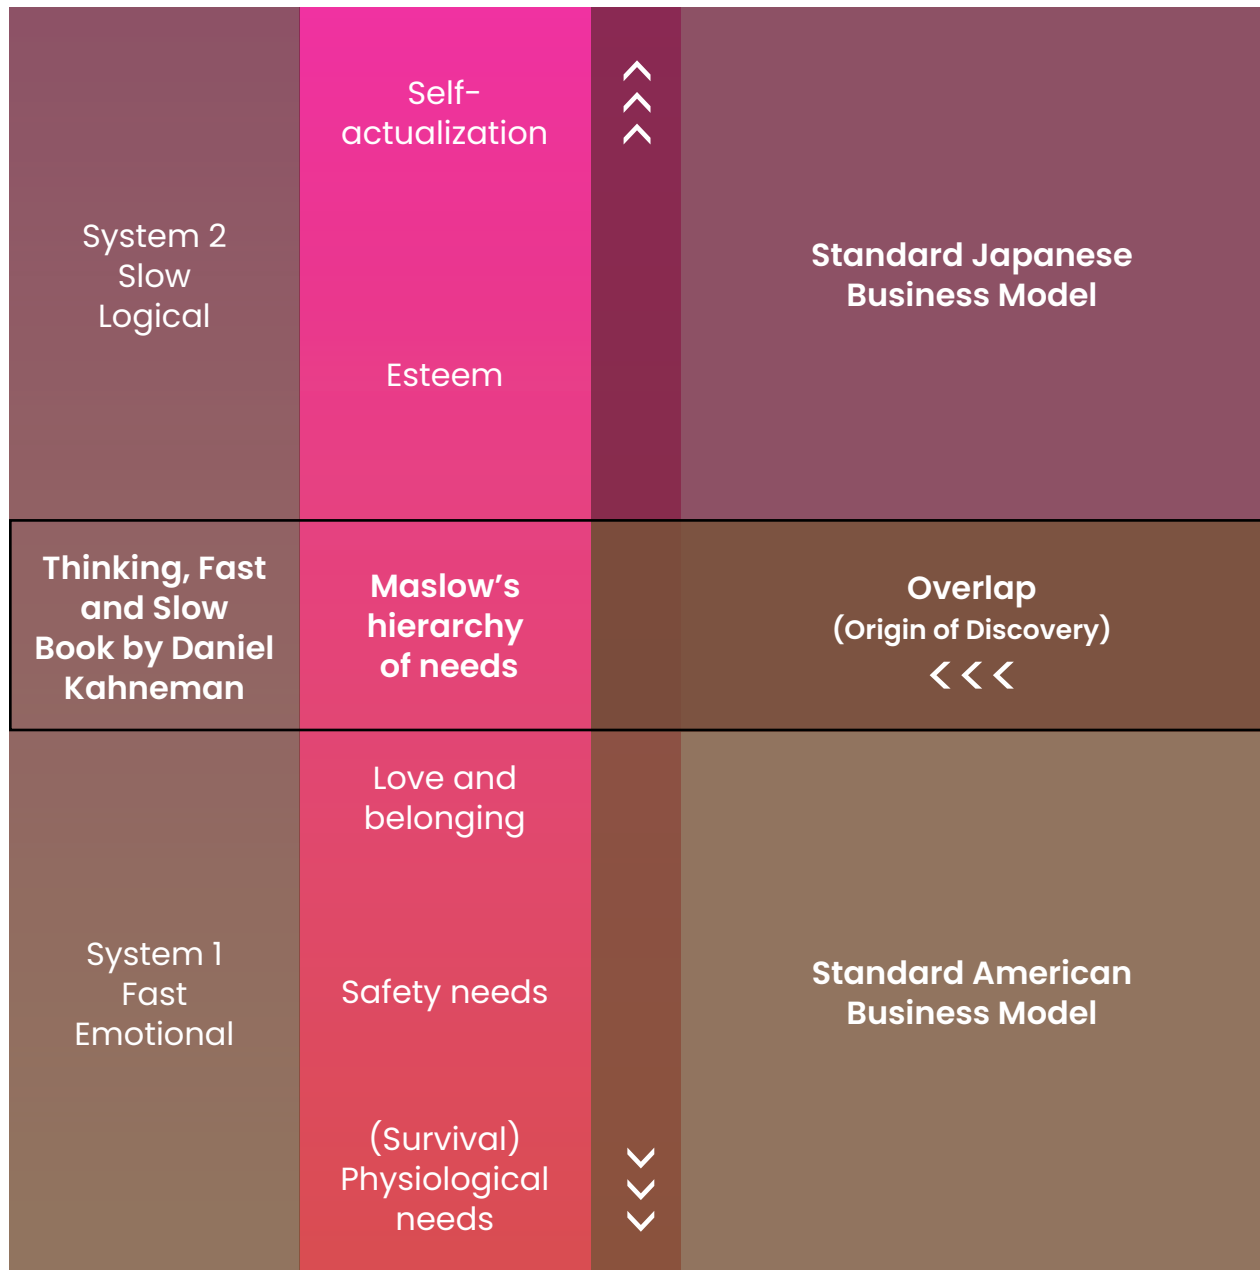 Self-
actualization
System 2
Slow
Logical
Standard Japanese
Business Model
Esteem
Thinking, Fast
and Slow
Book by Daniel
Kahneman
Maslow’s
hierarchy
of needs
Overlap
(Origin of Discovery)
Love and
belonging
System 1
Fast
Emotional
Safety needs
Standard American
Business Model
(Survival)
Physiological
needs